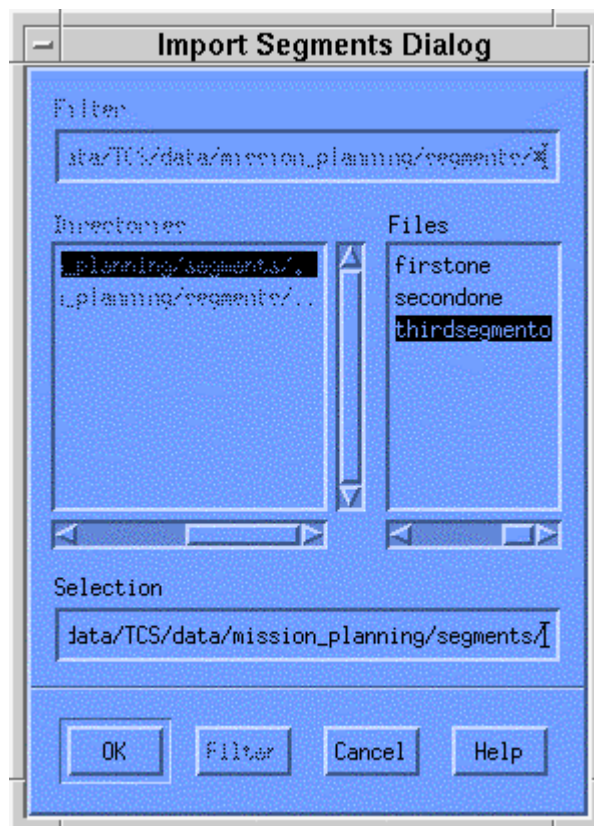 Import Segments Dialog
Filter
ata/TCS/data/mission_planning/segments/*
Directories
Files
_planning/segments/.
_planning/segments/..
firstone
secondone
thirdsegmento
Selection
data/TCS/data/mission_planning/segments/
OK
Filter
Cancel
Help